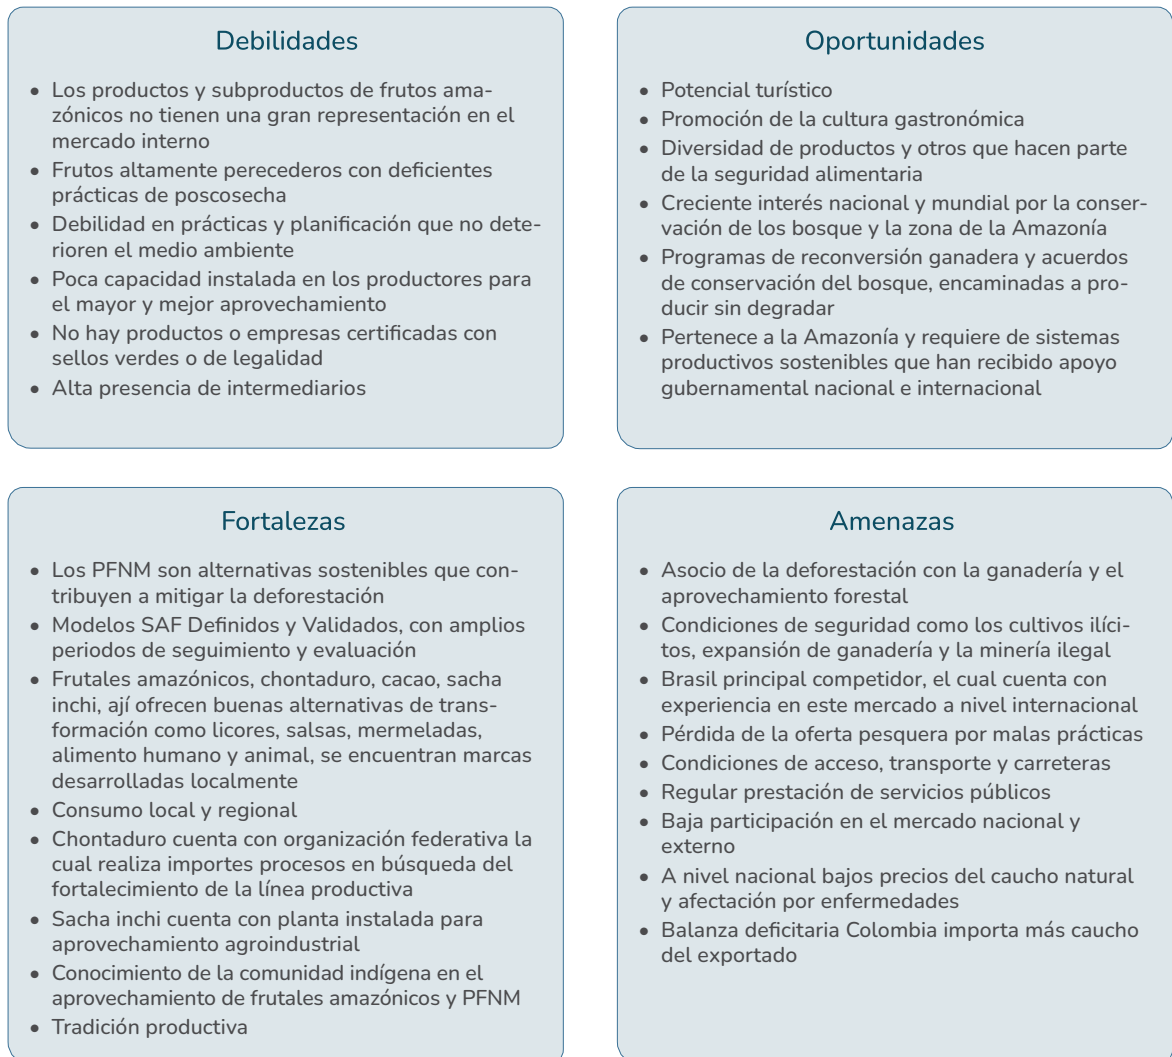 Debilidades
• Los productos y subproductos de frutos ama-
zónicos no tienen una gran representación en el
mercado interno
• Frutos altamente perecederos con deficientes
prácticas de poscosecha
• Debilidad en prácticas y planificación que no dete-
rioren el medio ambiente
• Poca capacidad instalada en los productores para
el mayor y mejor aprovechamiento
• No hay productos o empresas certificadas con
sellos verdes o de legalidad
• Alta presencia de intermediarios
Oportunidades
• Potencial turístico
• Promoción de la cultura gastronómica
• Diversidad de productos y otros que hacen parte
de la seguridad alimentaria
• Creciente interés nacional y mundial por la conser-
vación de los bosque y la zona de la Amazonía
• Programas de reconversión ganadera y acuerdos
de conservación del bosque, encaminadas a pro-
ducir sin degradar
• Pertenece a la Amazonía y requiere de sistemas
productivos sostenibles que han recibido apoyo
gubernamental nacional e internacional
Fortalezas
• Los PFNM son alternativas sostenibles que con-
tribuyen a mitigar la deforestación
• Modelos SAF Definidos y Validados, con amplios
periodos de seguimiento y evaluación
• Frutales amazónicos, chontaduro, cacao, sacha
inchi, ají ofrecen buenas alternativas de trans-
formación como licores, salsas, mermeladas,
alimento humano y animal, se encuentran marcas
desarrolladas localmente
• Consumo local y regional
• Chontaduro cuenta con organización federativa la
cual realiza importes procesos en búsqueda del
fortalecimiento de la línea productiva
• Sacha inchi cuenta con planta instalada para
aprovechamiento agroindustrial
• Conocimiento de la comunidad indígena en el
aprovechamiento de frutales amazónicos y PFNM
• Tradición productiva
Amenazas
• Asocio de la deforestación con la ganadería y el
aprovechamiento forestal
• Condiciones de seguridad como los cultivos ilíci-
tos, expansión de ganadería y la minería ilegal
• Brasil principal competidor, el cual cuenta con
experiencia en este mercado a nivel internacional
• Pérdida de la oferta pesquera por malas prácticas
• Condiciones de acceso, transporte y carreteras
• Regular prestación de servicios públicos
• Baja participación en el mercado nacional y
externo
• A nivel nacional bajos precios del caucho natural
y afectación por enfermedades
• Balanza deficitaria Colombia importa más caucho
del exportado